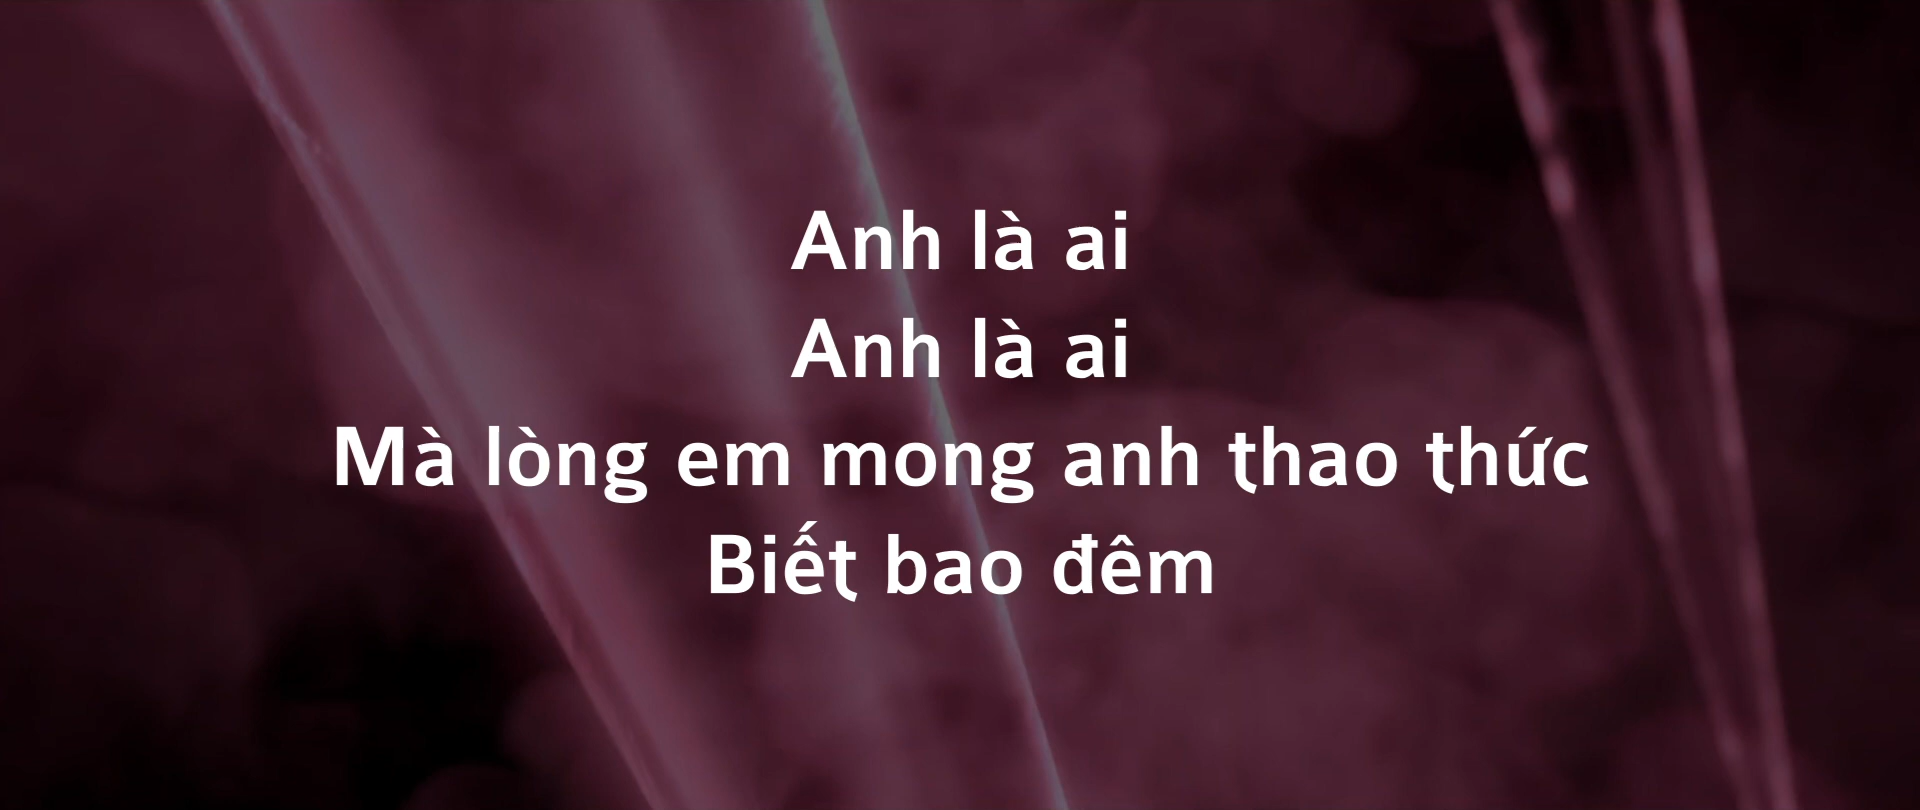 Anh là ai
Anh là ai
Mà lòng em mong anh thao thức
Biết bao đêm